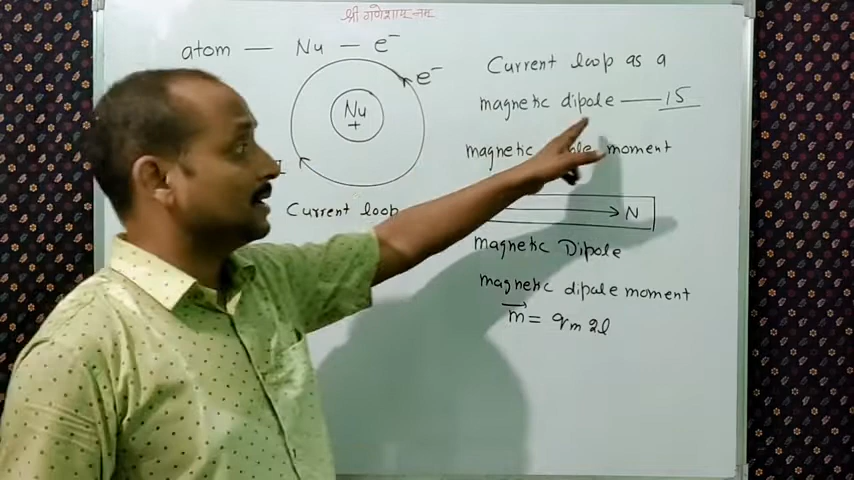 श्री गणेशाय नमः
atom — Nu — e⁻
e⁻
Nu
+
I
Current loop
Current loop as a
magnetic dipole — 15
magnetic moment
N
Magnetic Dipole
magnetic dipale moment
m⃗ = qm 2l